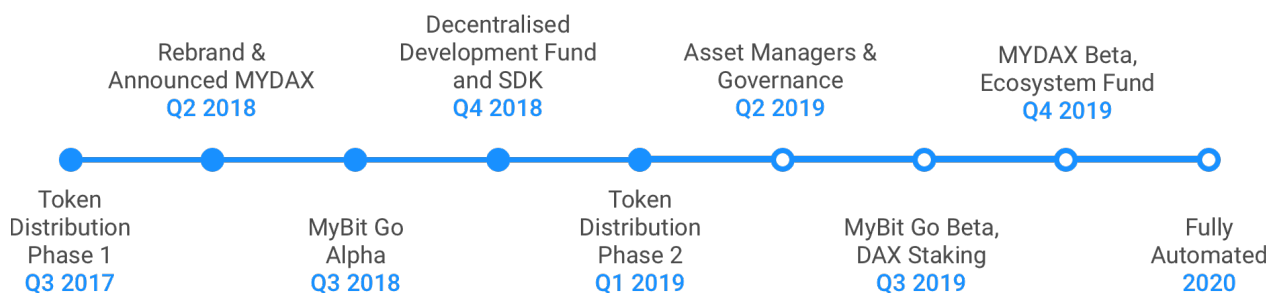 Token
Distribution
Phase 1
Q3 2017
Rebrand &
Announced MYDAX
Q2 2018
MyBit Go
Alpha
Q3 2018
Decentralised
Development Fund
and SDK
Q4 2018
Token
Distribution
Phase 2
Q1 2019
Asset Managers &
Governance
Q2 2019
MyBit Go Beta,
DAX Staking
Q3 2019
MYDAX Beta,
Ecosystem Fund
Q4 2019
Fully
Automated
2020